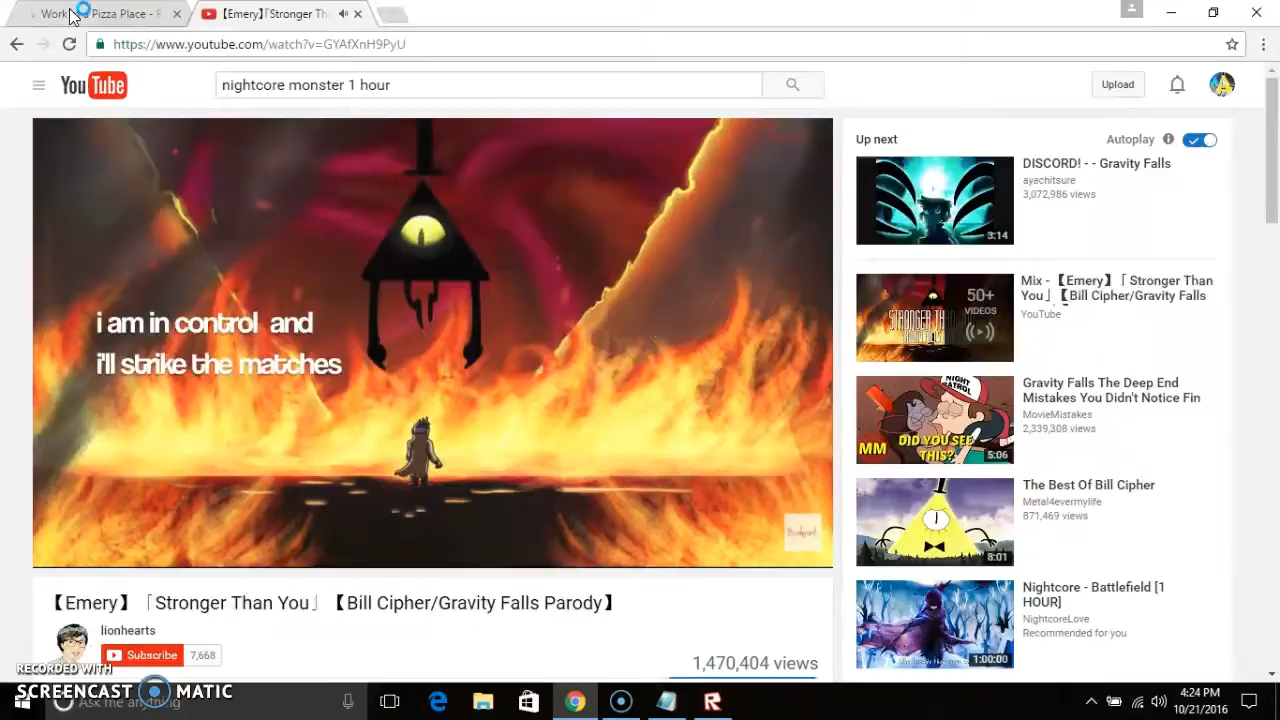 Work at a Pizza Place - F
【Emery】「Stronger Th
https://www.youtube.com/watch?v=GYAfXnH9PyU
YouTube
nightcore monster 1 hour
Upload
i am in control and
i'll strike the matches
Up next
Autoplay
DISCORD! - - Gravity Falls
ayachitsure
3,072,986 views
3:14
50+
VIDEOS
STRONGER TH
Mix - 【Emery】「Stronger Than
You」【Bill Cipher/Gravity Falls
YouTube
NIGHT
PATROL
MM
DID YOU SEE
THIS?
5:06
Gravity Falls The Deep End
Mistakes You Didn't Notice Fin
MovieMistakes
2,339,308 views
8:01
The Best Of Bill Cipher
Metal4evermylife
871,469 views
1:00:00
Nightcore - Battlefield [1
HOUR]
NightcoreLove
Recommended for you
【Emery】「Stronger Than You」【Bill Cipher/Gravity Falls Parody】
lionhearts
Subscribe
7,668
1,470,404 views
RECORDED WITH
SCREENCAST MATIC
Ask me anything
4:24 PM
10/21/2016